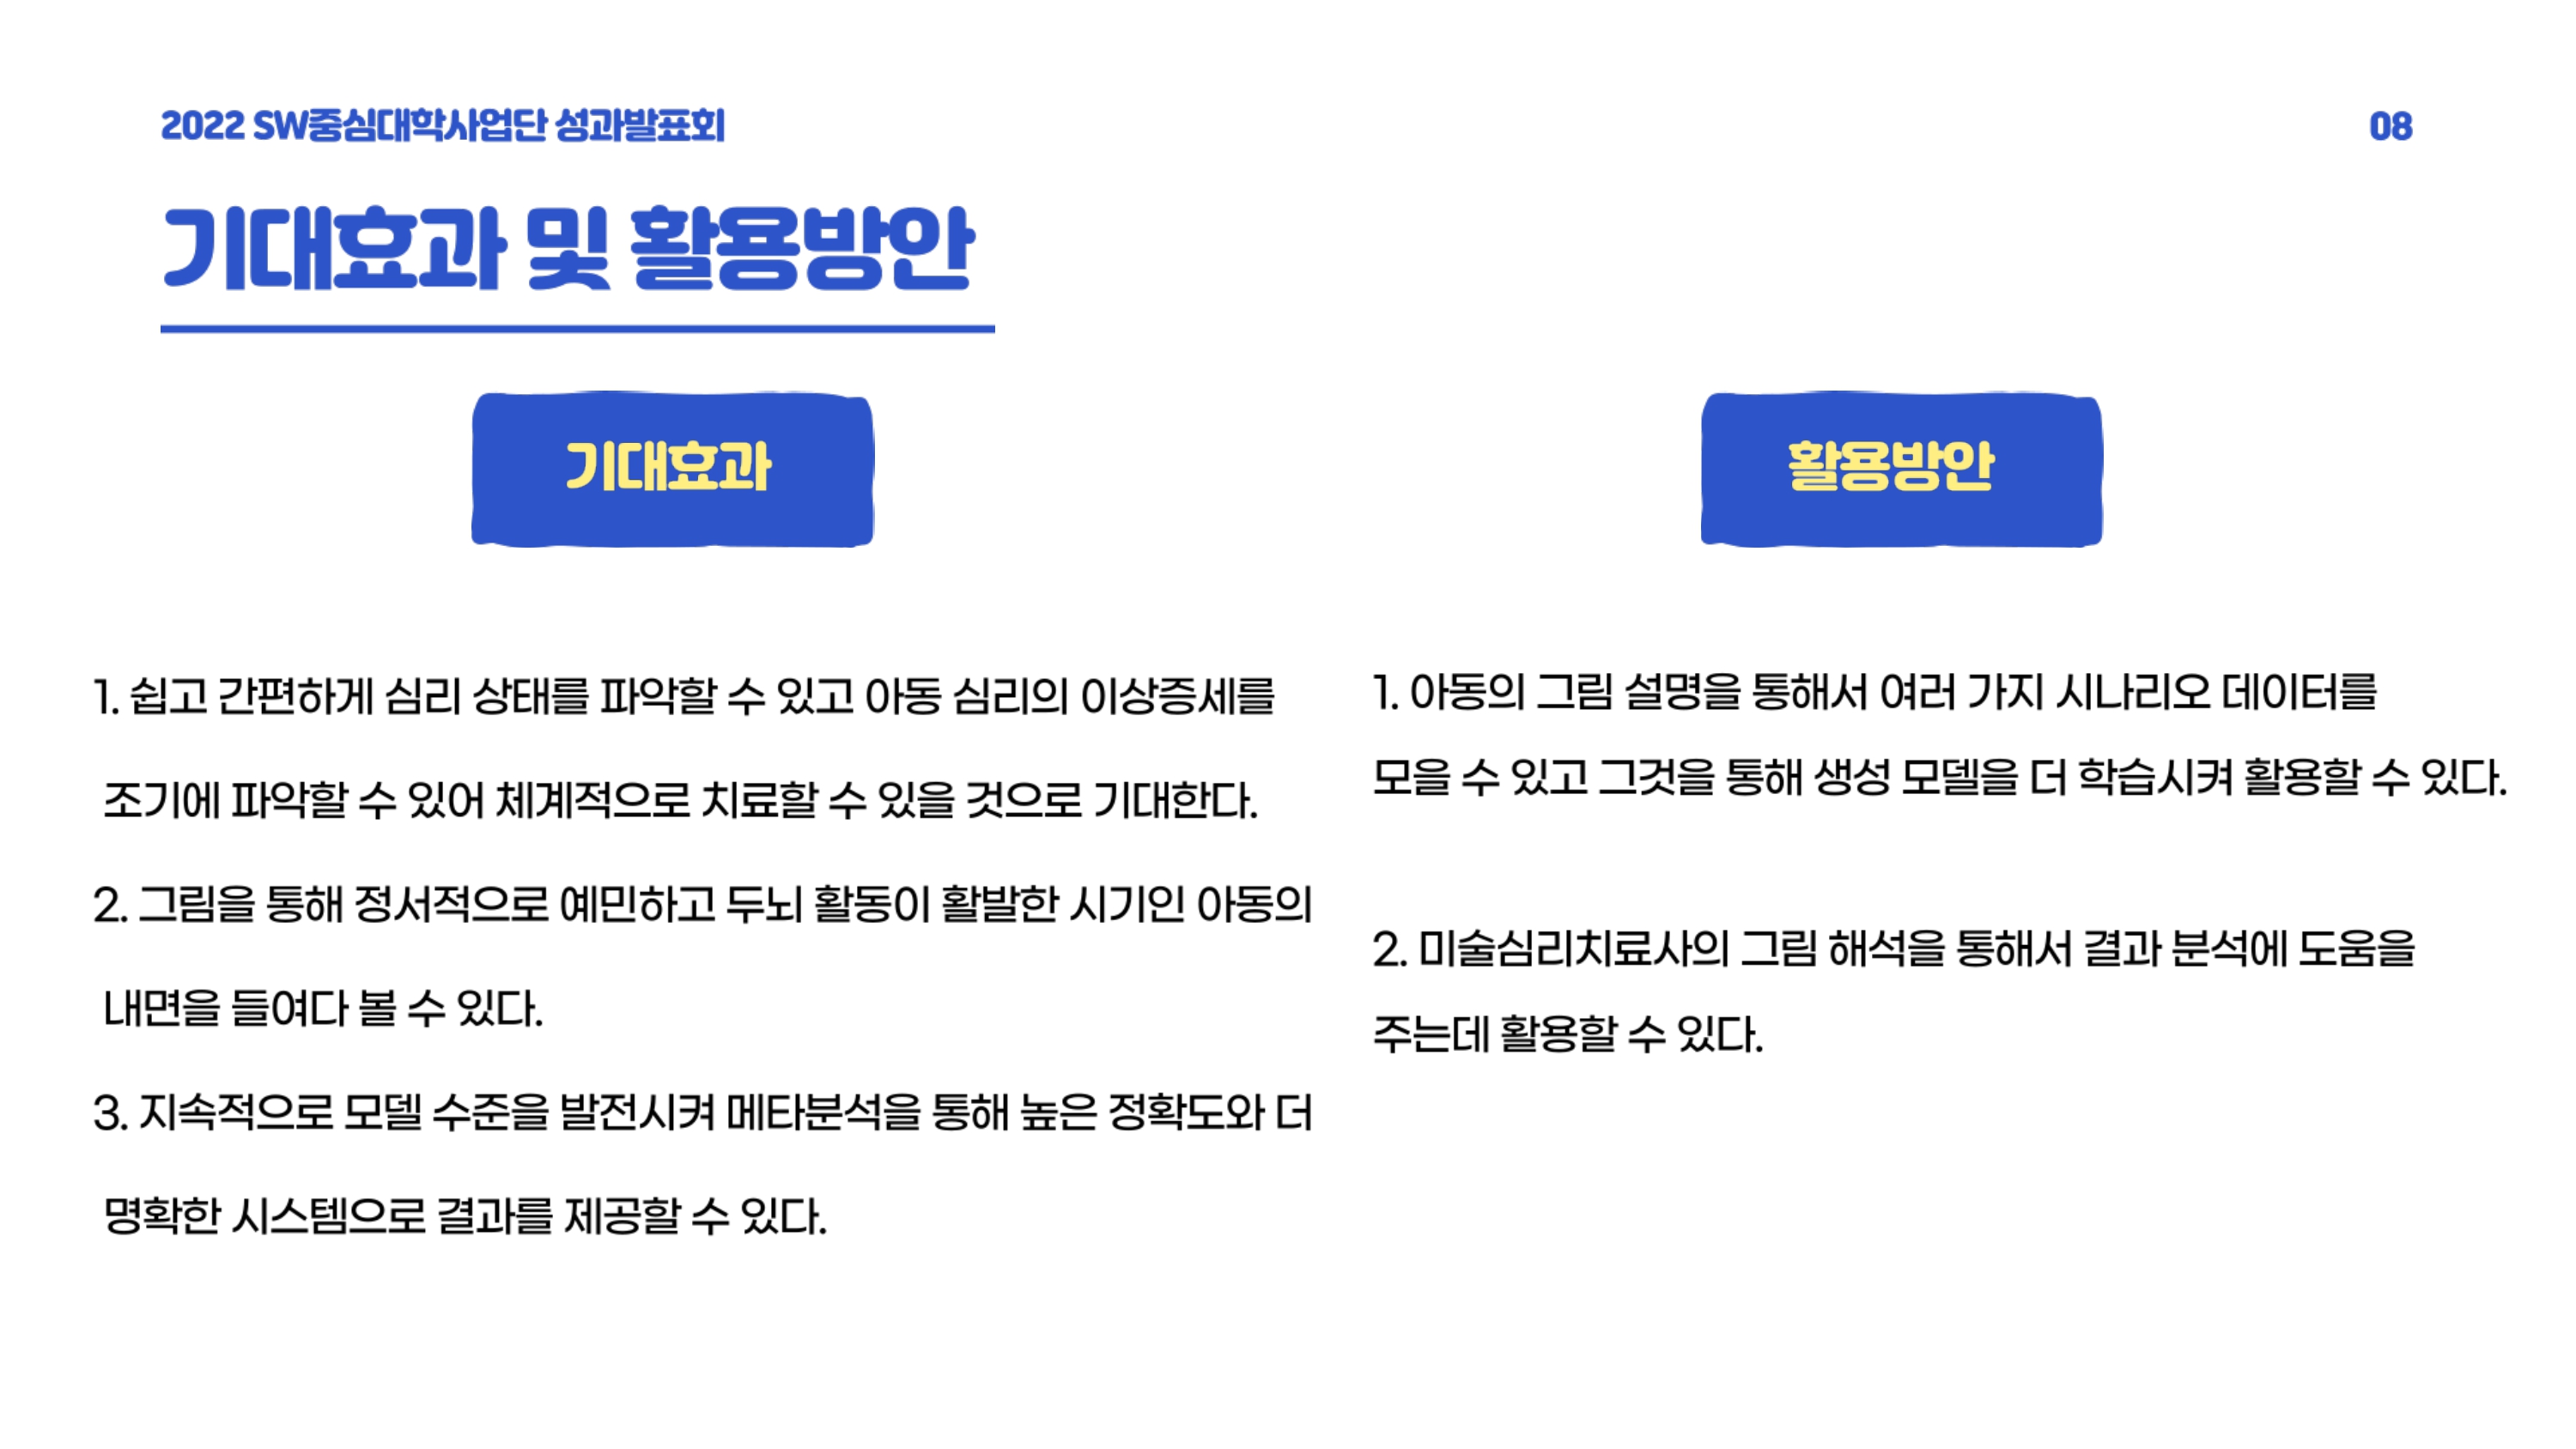 2022 SW중심대학사업단 성과발표회
08
기대효과 및 활용방안
기대효과
1. 쉽고 간편하게 심리 상태를 파악할 수 있고 아동 심리의 이상증세를
조기에 파악할 수 있어 체계적으로 치료할 수 있을 것으로 기대한다.
2. 그림을 통해 정서적으로 예민하고 두뇌 활동이 활발한 시기인 아동의
내면을 들여다 볼 수 있다.
3. 지속적으로 모델 수준을 발전시켜 메타분석을 통해 높은 정확도와 더
명확한 시스템으로 결과를 제공할 수 있다.
활용방안
1. 아동의 그림 설명을 통해서 여러 가지 시나리오 데이터를
모을 수 있고 그것을 통해 생성 모델을 더 학습시켜 활용할 수 있다.
2. 미술심리치료사의 그림 해석을 통해서 결과 분석에 도움을
주는데 활용할 수 있다.